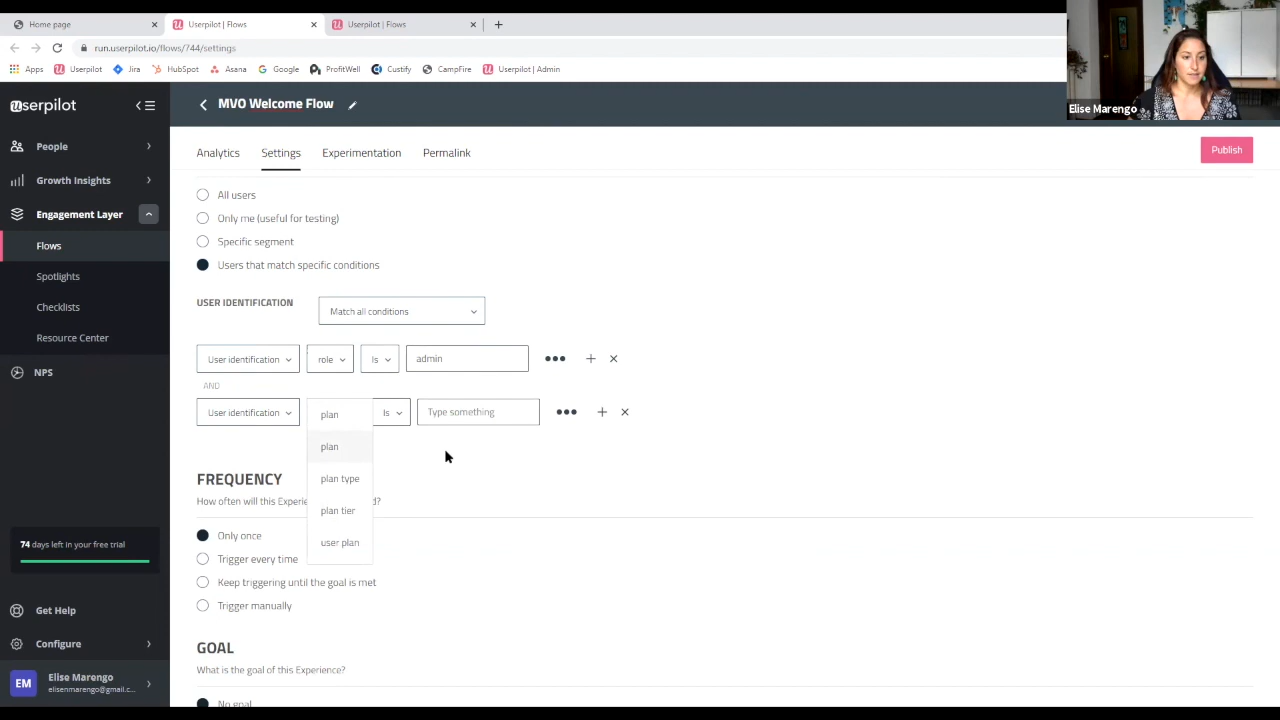 Home page
Userpilot | Flows
Userpilot | Flows
run.userpilot.io/flows/744/settings
Apps Userpilot Jira HubSpot Asana Google ProfitWell Custify CampFire Userpilot | Admin
Elise Marengo
userpilot
MVO Welcome Flow
People
Growth Insights
Engagement Layer
Flows
Spotlights
Checklists
Resource Center
NPS
74 days left in your free trial
Get Help
Configure
EM
Elise Marengo
elisenmarengo@gmail.c...
Analytics Settings Experimentation Permalink
Publish
All users
Only me (useful for testing)
Specific segment
Users that match specific conditions
USER IDENTIFICATION Match all conditions
User identification role Is admin
AND
User identification plan Is Type something
plan
plan type
plan tier
user plan
FREQUENCY
How often will this Experie d?
Only once
Trigger every time
Keep triggering until the goal is met
Trigger manually
GOAL
What is the goal of this Experience?
No goal